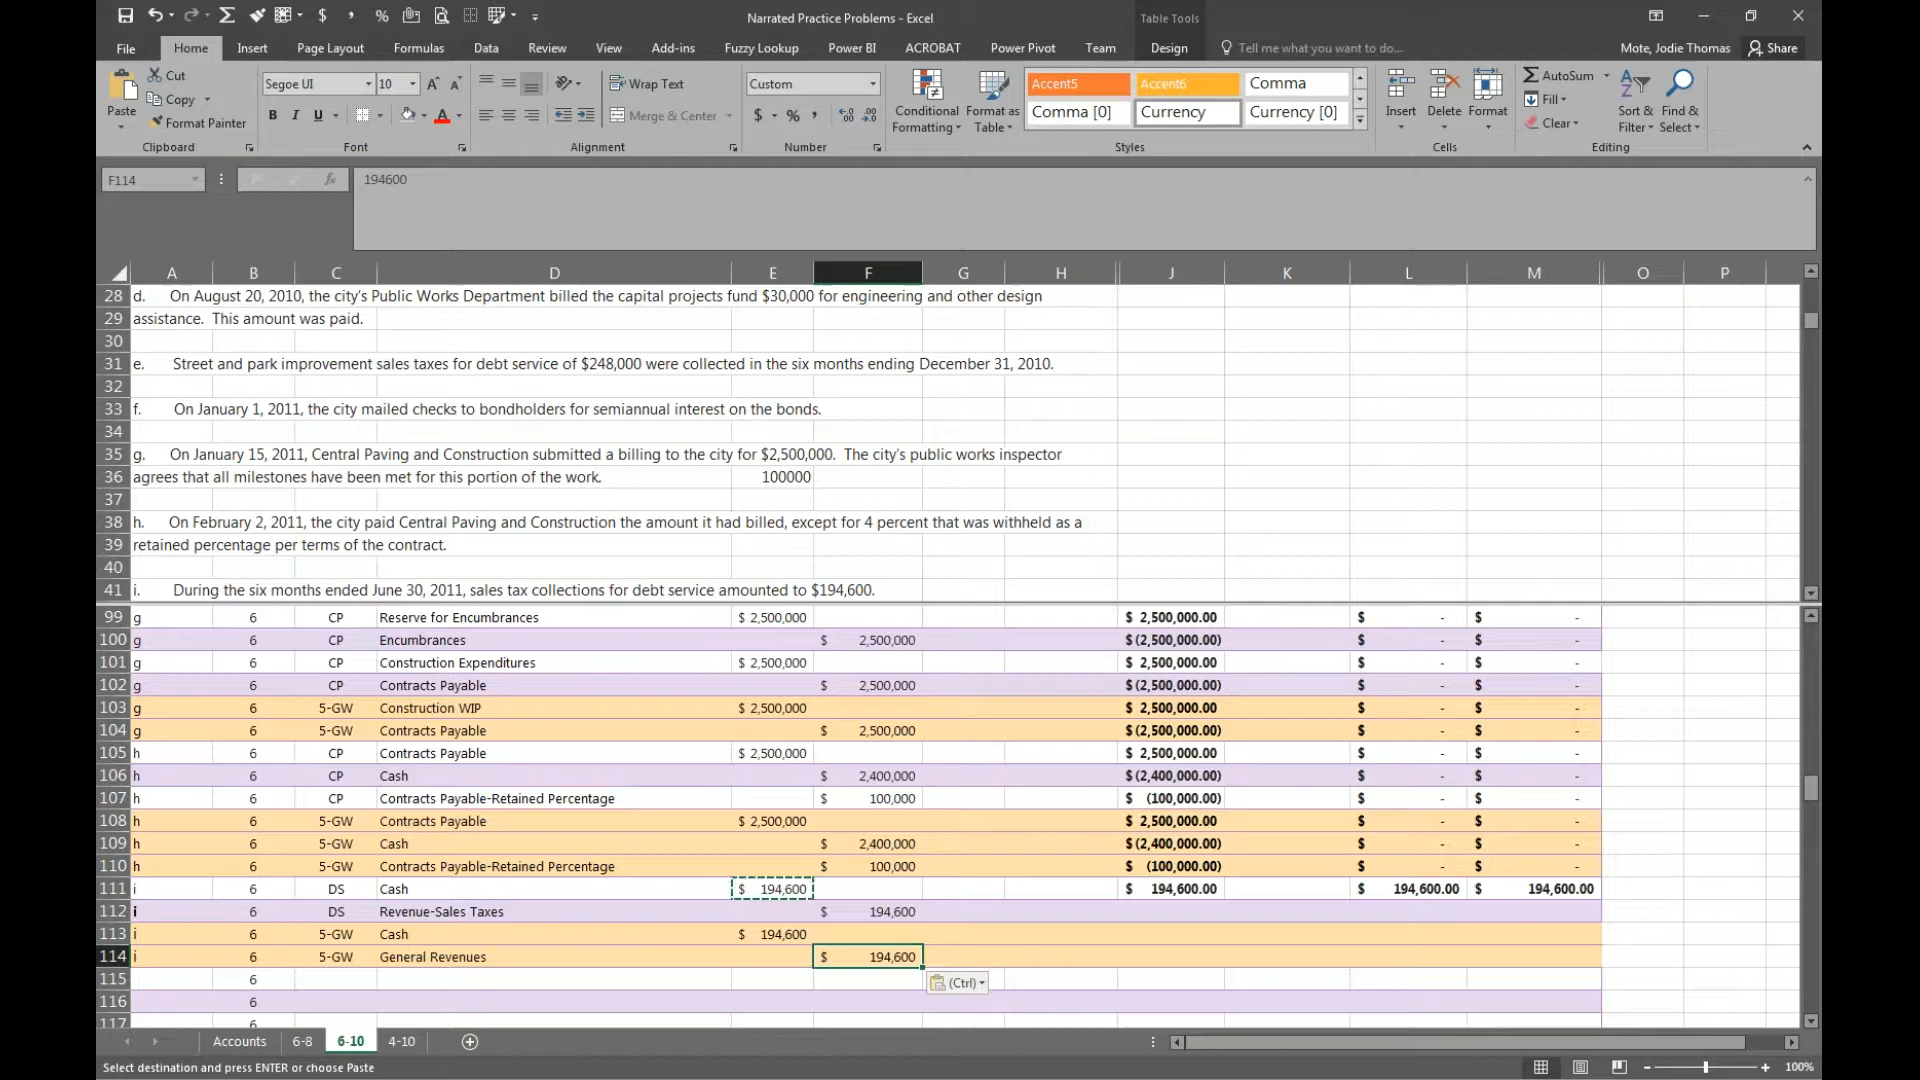 Narrated Practice Problems - Excel
Table Tools
File Home Insert Page Layout Formulas Data Review View Add-ins Fuzzy Lookup Power BI ACROBAT Power Pivot Team Design Tell me what you want to do... Mote, Jodie Thomas Share
Paste
Cut
Copy
Format Painter
Clipboard
Segoe UI 10
B I U
Font
Wrap Text
Merge & Center
Alignment
Custom
$ % ,
Number
Conditional Formatting
Format as Table
Accent5 Accent6 Comma
Comma [0] Currency Currency [0]
Styles
Insert Delete Format
Cells
AutoSum
Fill
Clear
Sort & Filter
Find & Select
Editing
F114 fx 194600
A B C D E F G H J K L M O P
28 d. On August 20, 2010, the city's Public Works Department billed the capital projects fund $30,000 for engineering and other design
29 assistance. This amount was paid.
30
31 e. Street and park improvement sales taxes for debt service of $248,000 were collected in the six months ending December 31, 2010.
32
33 f. On January 1, 2011, the city mailed checks to bondholders for semiannual interest on the bonds.
34
35 g. On January 15, 2011, Central Paving and Construction submitted a billing to the city for $2,500,000. The city's public works inspector
36 agrees that all milestones have been met for this portion of the work. 100000
37
38 h. On February 2, 2011, the city paid Central Paving and Construction the amount it had billed, except for 4 percent that was withheld as a
39 retained percentage per terms of the contract.
40
41 i. During the six months ended June 30, 2011, sales tax collections for debt service amounted to $194,600.
99 g 6 CP Reserve for Encumbrances $ 2,500,000 $ 2,500,000.00 $ - $ -
100 g 6 CP Encumbrances $ 2,500,000 $ (2,500,000.00) $ - $ -
101 g 6 CP Construction Expenditures $ 2,500,000 $ 2,500,000.00 $ - $ -
102 g 6 CP Contracts Payable $ 2,500,000 $ (2,500,000.00) $ - $ -
103 g 6 5-GW Construction WIP $ 2,500,000 $ 2,500,000.00 $ - $ -
104 g 6 5-GW Contracts Payable $ 2,500,000 $ (2,500,000.00) $ - $ -
105 h 6 CP Contracts Payable $ 2,500,000 $ 2,500,000.00 $ - $ -
106 h 6 CP Cash $ 2,400,000 $ (2,400,000.00) $ - $ -
107 h 6 CP Contracts Payable-Retained Percentage $ 100,000 $ (100,000.00) $ - $ -
108 h 6 5-GW Contracts Payable $ 2,500,000 $ 2,500,000.00 $ - $ -
109 h 6 5-GW Cash $ 2,400,000 $ (2,400,000.00) $ - $ -
110 h 6 5-GW Contracts Payable-Retained Percentage $ 100,000 $ (100,000.00) $ - $ -
111 i 6 DS Cash $ 194,600 $ 194,600.00 $ 194,600.00 $ 194,600.00
112 i 6 DS Revenue-Sales Taxes $ 194,600
113 i 6 5-GW Cash $ 194,600
114 i 6 5-GW General Revenues $ 194,600
115 6 (Ctrl)
116 6
117 6
Accounts 6-8 6-10 4-10
Select destination and press ENTER or choose Paste 100%